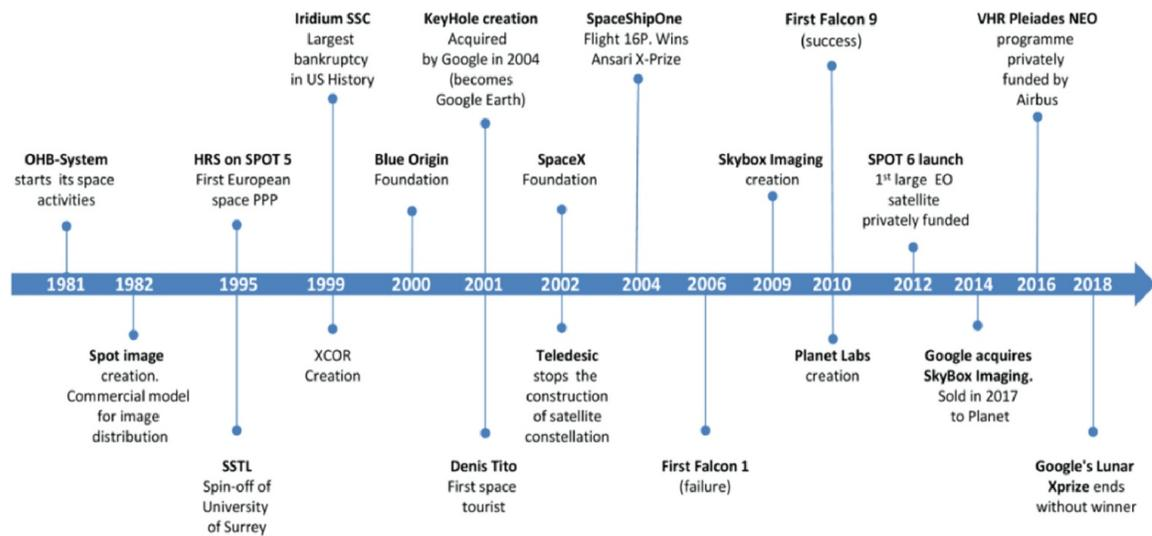 Iridium SSC
Largest
bankruptcy
in US History
KeyHole creation
Acquired
by Google in 2004
(becomes
Google Earth)
SpaceShipOne
Flight 16P. Wins
Ansari X-Prize
First Falcon 9
(success)
VHR Pleiades NEO
programme
privately
funded by
Airbus
OHB-System
starts its space
activities
HRS on SPOT 5
First European
space PPP
Blue Origin
Foundation
SpaceX
Foundation
Skybox Imaging
creation
SPOT 6 launch
1st large EO
satellite
privately funded
1981 1982 1995 1999 2000 2001 2002 2004 2006 2009 2010 2012 2014 2016 2018
Spot image
creation.
Commercial model
for image
distribution
XCOR
Creation
Teledesic
stops the
construction
of satellite
constellation
Planet Labs
creation
Google acquires
SkyBox Imaging.
Sold in 2017
to Planet
SSTL
Spin-off of
University
of Surrey
Denis Tito
First space
tourist
First Falcon 1
(failure)
Google's Lunar
Xprize ends
without winner